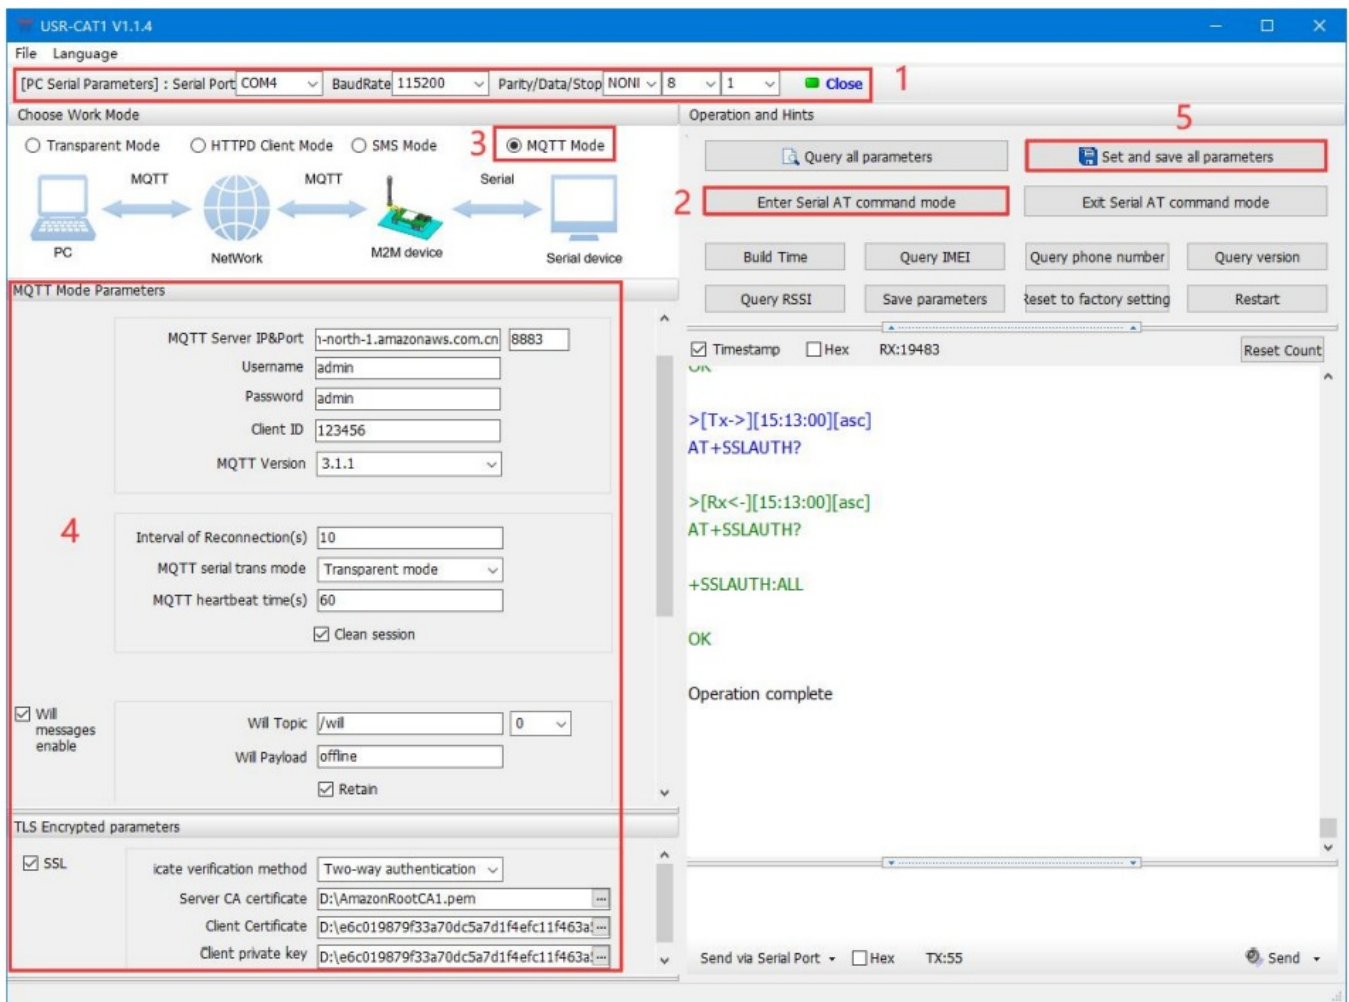 USR-CAT1 V1.1.4
File Language
[PC Serial Parameters] : Serial Port COM4 BaudRate 115200 Parity/Data/Stop NONI 8 1 Close 1
Choose Work Mode
Transparent Mode HTTPD Client Mode SMS Mode 3 MQTT Mode
MQTT MQTT Serial
PC NetWork M2M device Serial device
MQTT Mode Parameters
MQTT Server IP&Port n-north-1.amazonaws.com.cn 8883
Username admin
Password admin
Client ID 123456
MQTT Version 3.1.1
4
Interval of Reconnection(s) 10
MQTT serial trans mode Transparent mode
MQTT heartbeat time(s) 60
Clean session
Will messages enable
Will Topic /will 0
Will Payload offline
Retain
TLS Encrypted parameters
SSL
icate verification method Two-way authentication
Server CA certificate D:\AmazonRootCA1.pem ...
Client Certificate D:\e6c019879f33a70dc5a7d1f4efc11f463a ...
Client private key D:\e6c019879f33a70dc5a7d1f4efc11f463a ...
Operation and Hints
5
Query all parameters Set and save all parameters
2 Enter Serial AT command mode Exit Serial AT command mode
Build Time Query IMEI Query phone number Query version
Query RSSI Save parameters Reset to factory setting Restart
Timestamp Hex RX:19483 Reset Count
OK
>[Tx->][15:13:00][asc]
AT+SSLAUTH?
>[Rx<-][15:13:00][asc]
AT+SSLAUTH?
+SSLAUTH:ALL
OK
Operation complete
Send via Serial Port Hex TX:55 Send